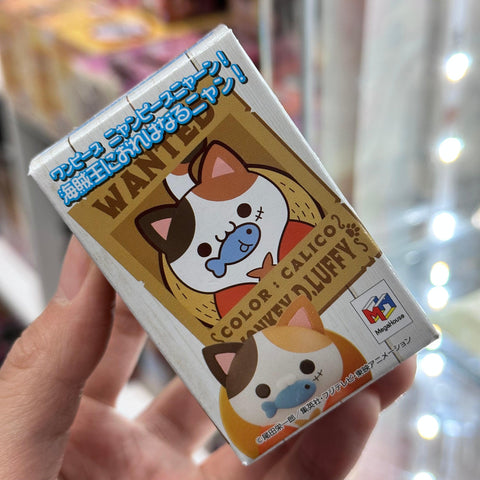 ワンピース ニャンピースニャーン!
海賊王におれはなるニャン!
WANTED
COLOR : CALICO
MONKEY.D.LUFFY
MegaHouse
©尾田栄一郎/集英社・フジテレビ・東映アニメーション